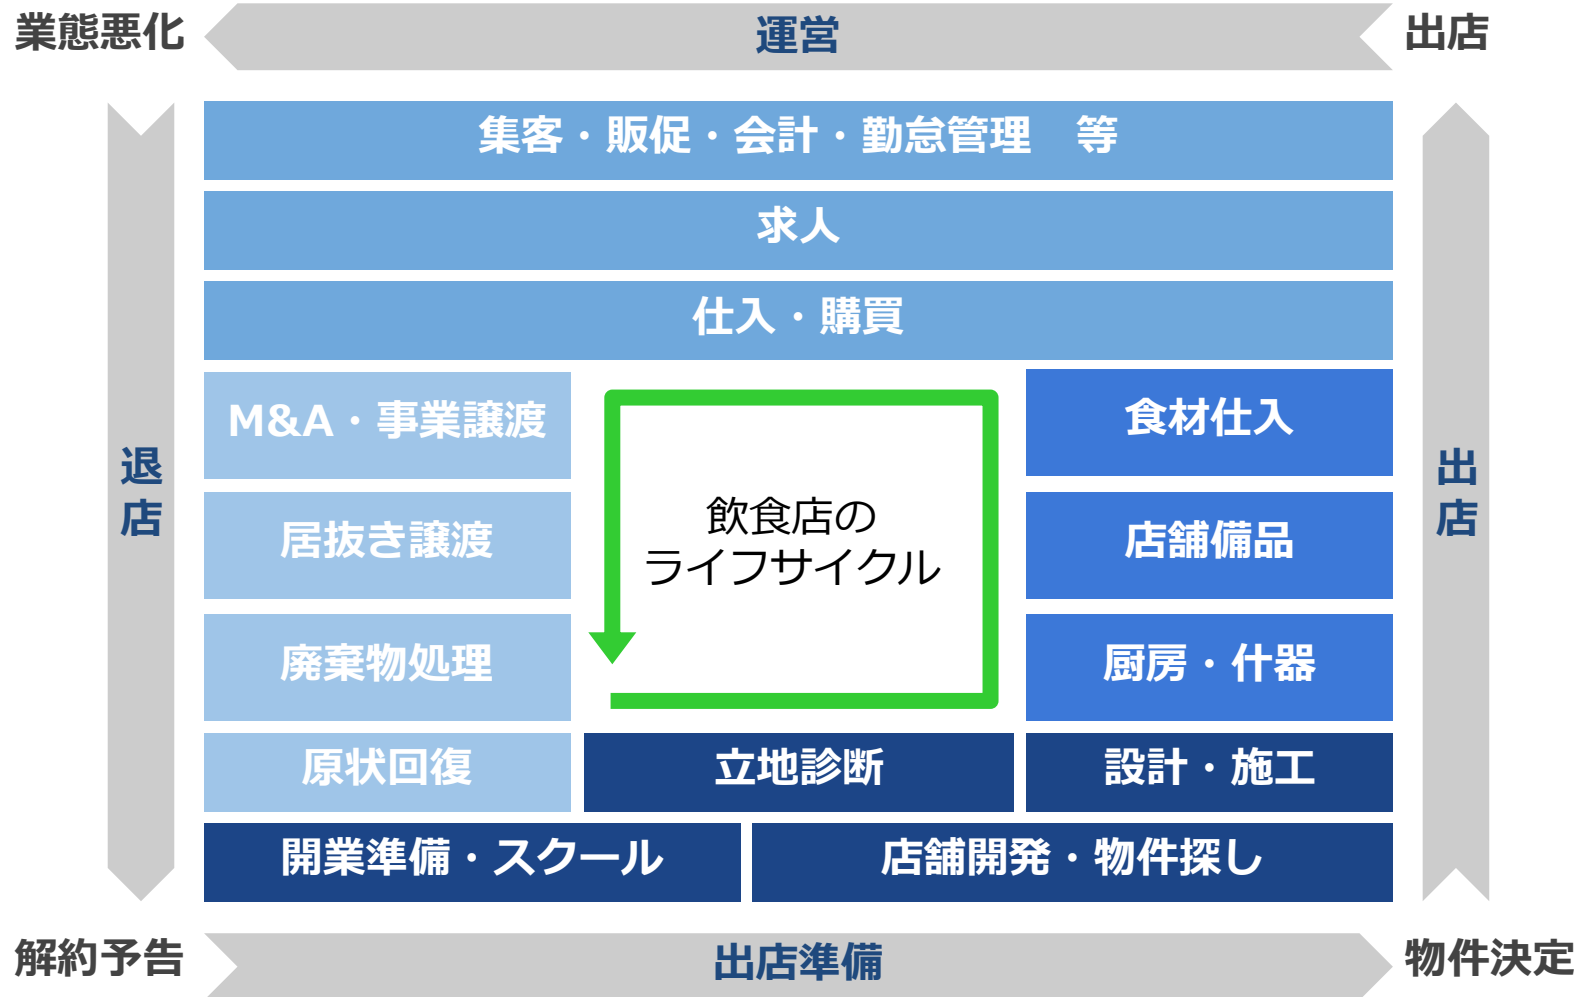 業態悪化
運営
出店
集客・販促・会計・勤怠管理　等
求人
仕入・購買
M&A・事業譲渡
食材仕入
退店
飲食店の
ライフサイクル
出店
居抜き譲渡
店舗備品
廃棄物処理
厨房・什器
原状回復
立地診断
設計・施工
開業準備・スクール
店舗開発・物件探し
解約予告
出店準備
物件決定